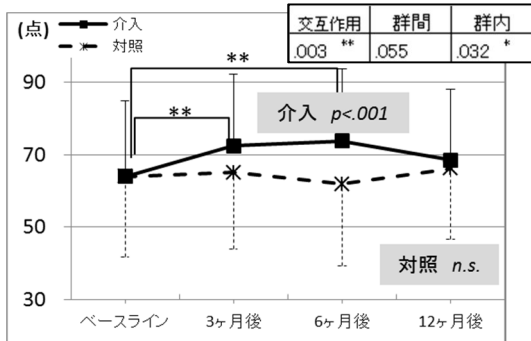 (点)
介入
対照
交互作用 群間 群内
.003 ** .055 .032 *
**
**
90
介入 p<.001
70
50
対照 n.s.
30
ベースライン 3ヶ月後 6ヶ月後 12ヶ月後